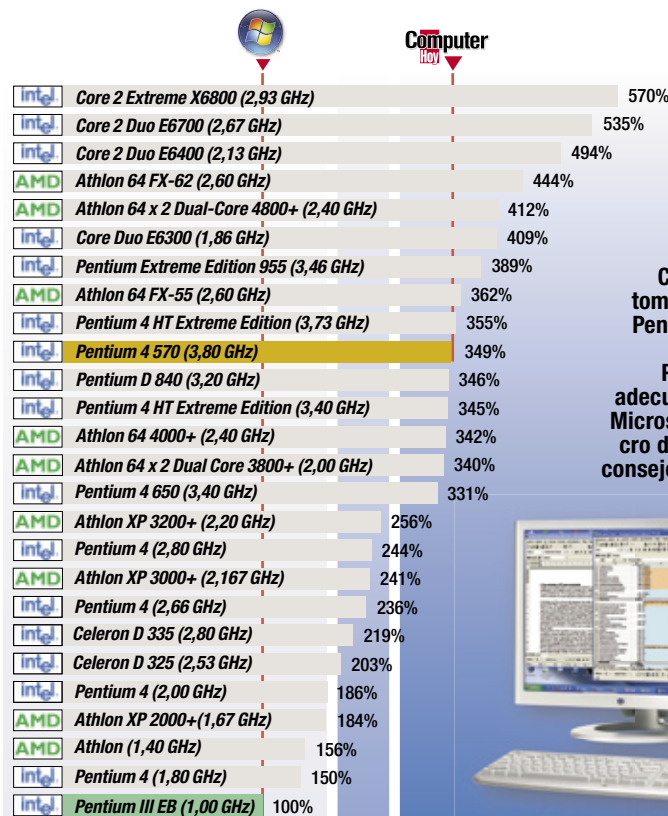 Computer
Hoy
intel Core 2 Extreme X6800 (2,93 GHz) 570%
intel Core 2 Duo E6700 (2,67 GHz) 535%
intel Core 2 Duo E6400 (2,13 GHz) 494%
AMD Athlon 64 FX-62 (2,60 GHz) 444%
AMD Athlon 64 x 2 Dual-Core 4800+ (2,40 GHz) 412%
intel Core Duo E6300 (1,86 GHz) 409%
intel Pentium Extreme Edition 955 (3,46 GHz) 389%
AMD Athlon 64 FX-55 (2,60 GHz) 362%
intel Pentium 4 HT Extreme Edition (3,73 GHz) 355%
intel Pentium 4 570 (3,80 GHz) 349%
intel Pentium D 840 (3,20 GHz) 346%
intel Pentium 4 HT Extreme Edition (3,40 GHz) 345%
AMD Athlon 64 4000+ (2,40 GHz) 342%
AMD Athlon 64 x 2 Dual Core 3800+ (2,00 GHz) 340%
intel Pentium 4 650 (3,40 GHz) 331%
AMD Athlon XP 3200+ (2,20 GHz) 256%
intel Pentium 4 (2,80 GHz) 244%
AMD Athlon XP 3000+ (2,167 GHz) 241%
intel Pentium 4 (2,66 GHz) 236%
intel Celeron D 335 (2,80 GHz) 219%
intel Celeron D 325 (2,53 GHz) 203%
intel Pentium 4 (2,00 GHz) 186%
AMD Athlon XP 2000+(1,67 GHz) 184%
AMD Athlon (1,40 GHz) 156%
intel Pentium 4 (1,80 GHz) 150%
intel Pentium III EB (1,00 GHz) 100%
C
tom
Pen
adecu
Micros
cro d
consej